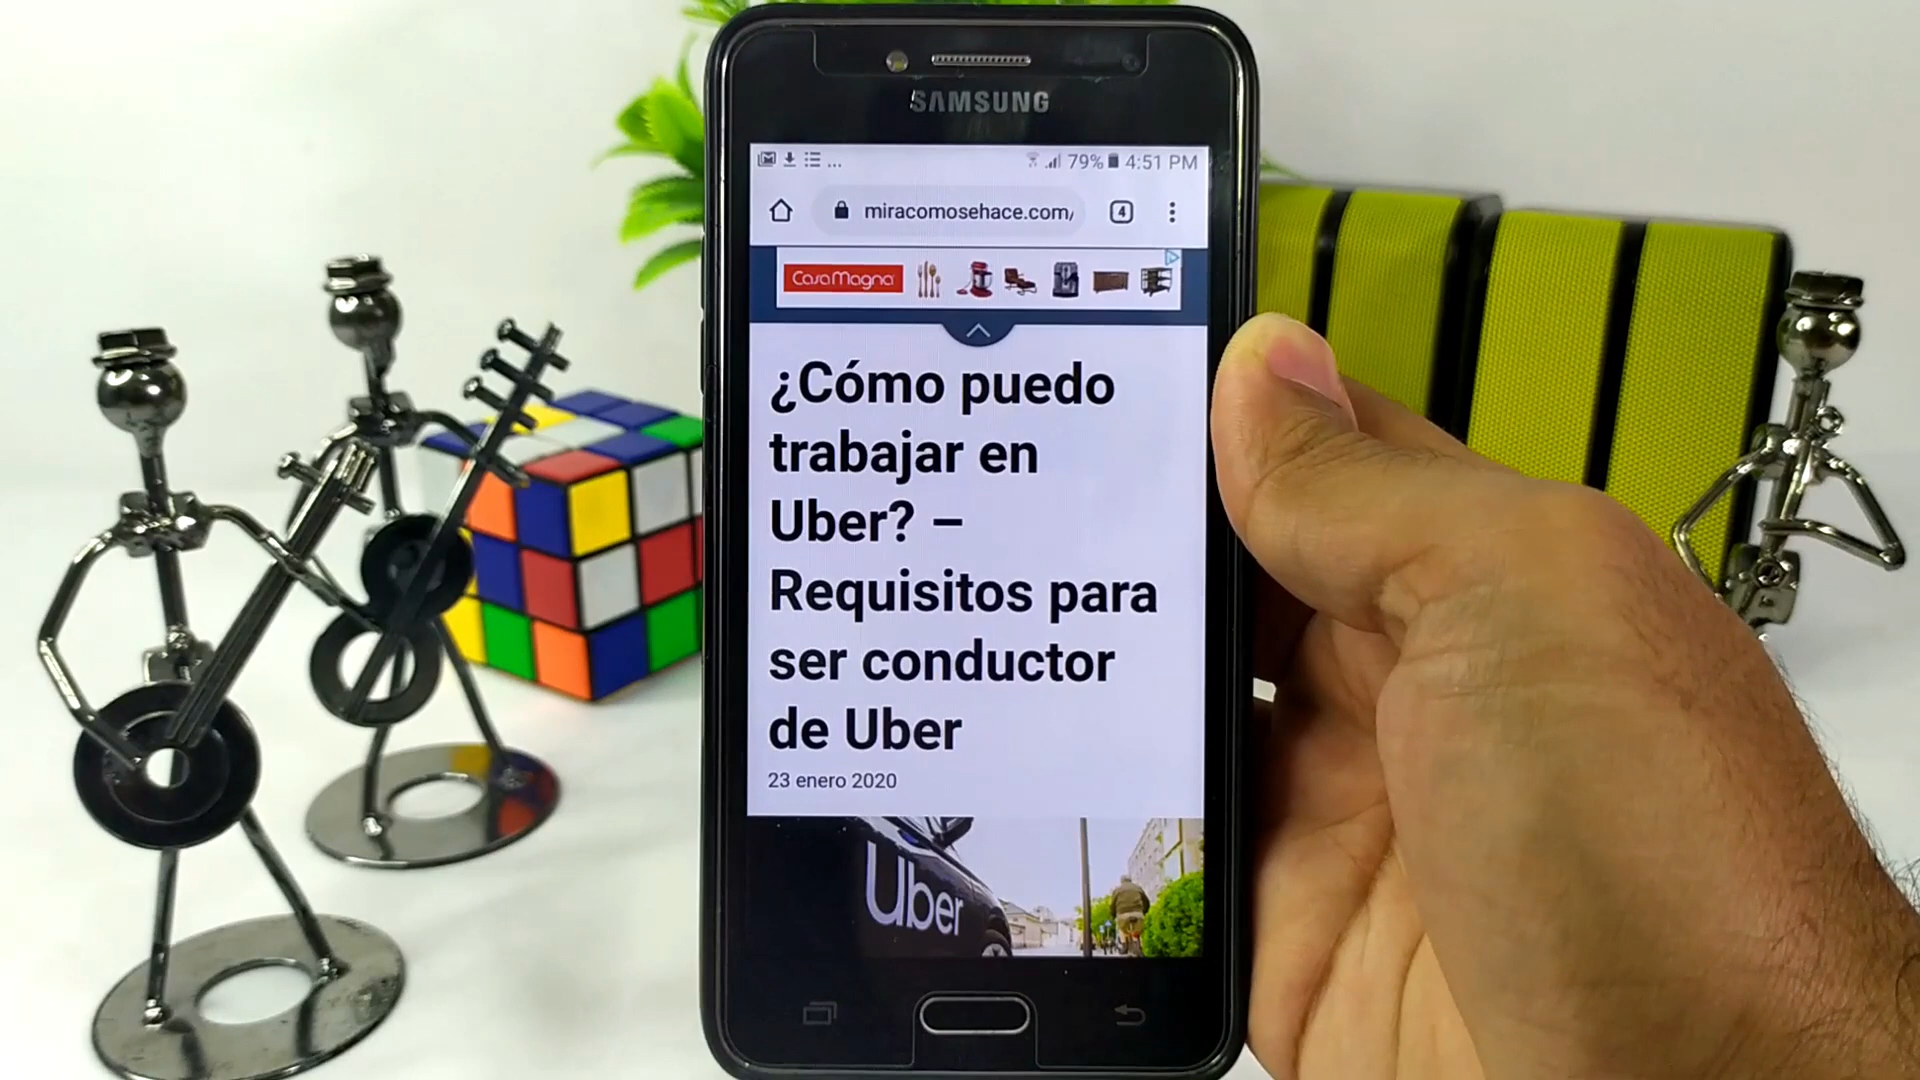 SAMSUNG
... 79% 4:51 PM
miracomosehace.com/ 4
CasaMagna
¿Cómo puedo
trabajar en
Uber? –
Requisitos para
ser conductor
de Uber
23 enero 2020
Uber